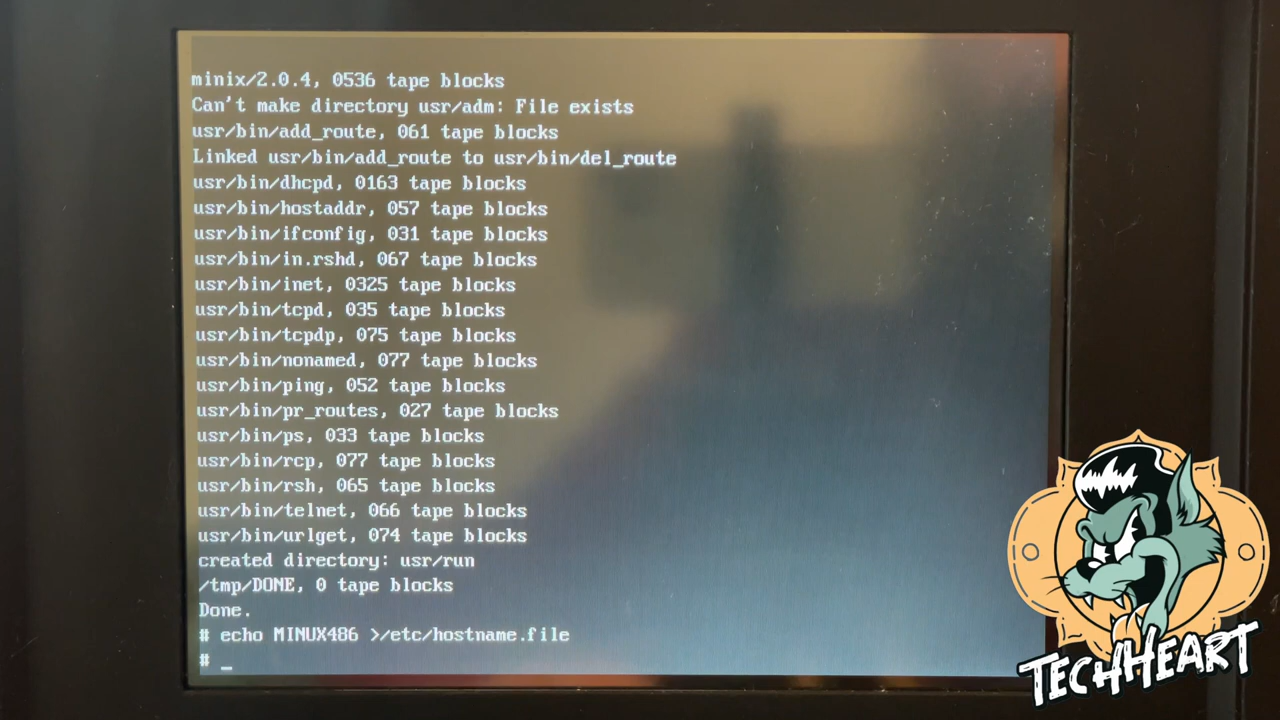 minix/2.0.4, 0536 tape blocks
Can't make directory usr/adm: File exists
usr/bin/add_route, 061 tape blocks
Linked usr/bin/add_route to usr/bin/del_route
usr/bin/dhcpd, 0163 tape blocks
usr/bin/hostaddr, 057 tape blocks
usr/bin/ifconfig, 031 tape blocks
usr/bin/in.rshd, 067 tape blocks
usr/bin/inet, 0325 tape blocks
usr/bin/tcpd, 035 tape blocks
usr/bin/tcpdp, 075 tape blocks
usr/bin/nonamed, 077 tape blocks
usr/bin/ping, 052 tape blocks
usr/bin/pr_routes, 027 tape blocks
usr/bin/ps, 033 tape blocks
usr/bin/rcp, 077 tape blocks
usr/bin/rsh, 065 tape blocks
usr/bin/telnet, 066 tape blocks
usr/bin/urlget, 074 tape blocks
created directory: usr/run
/tmp/DONE, 0 tape blocks
Done.
# echo MINUX486 >/etc/hostname.file
# _
TECHHEART